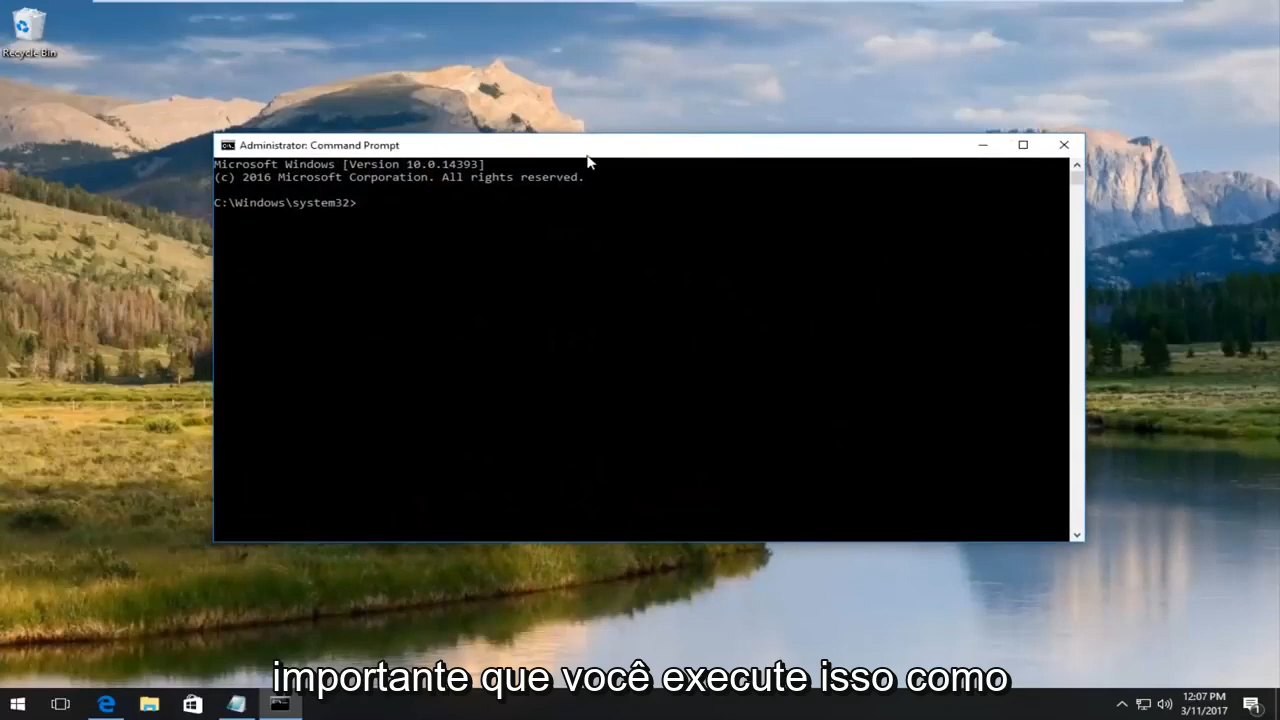 Recycle Bin
Administrator: Command Prompt
Microsoft Windows [Version 10.0.14393]
(c) 2016 Microsoft Corporation. All rights reserved.
C:\Windows\system32>
importante que você execute isso como
12:07 PM
3/11/2017
1